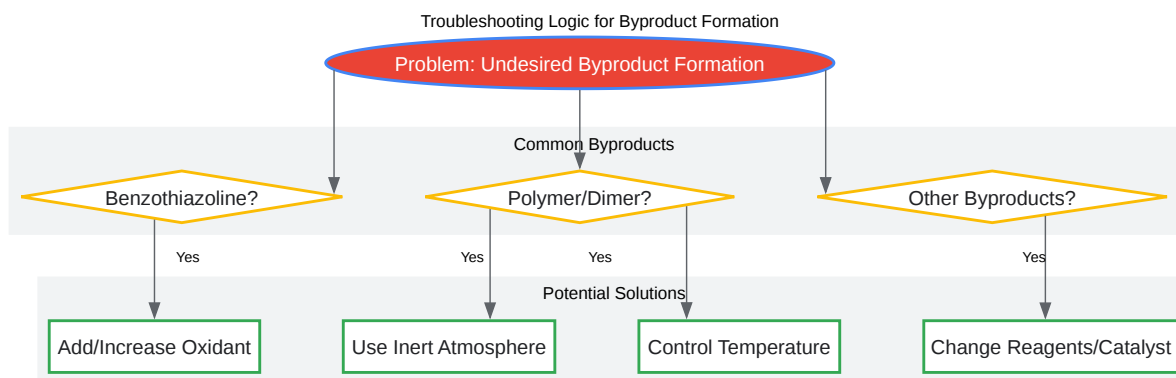 Troubleshooting Logic for Byproduct Formation
Problem: Undesired Byproduct Formation
Common Byproducts
Benzothiazoline?
Polymer/Dimer?
Other Byproducts?
Yes
Yes
Yes
Yes
Potential Solutions
Add/Increase Oxidant
Use Inert Atmosphere
Control Temperature
Change Reagents/Catalyst